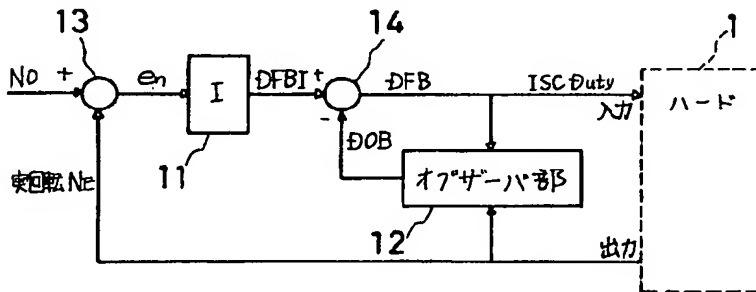 13
14
1
NO
+
en
I
DFBI
+
DFB
ISC Duty
入力
ハード
-
DOB
実回転 NE
11
オブザーバ部
12
出力